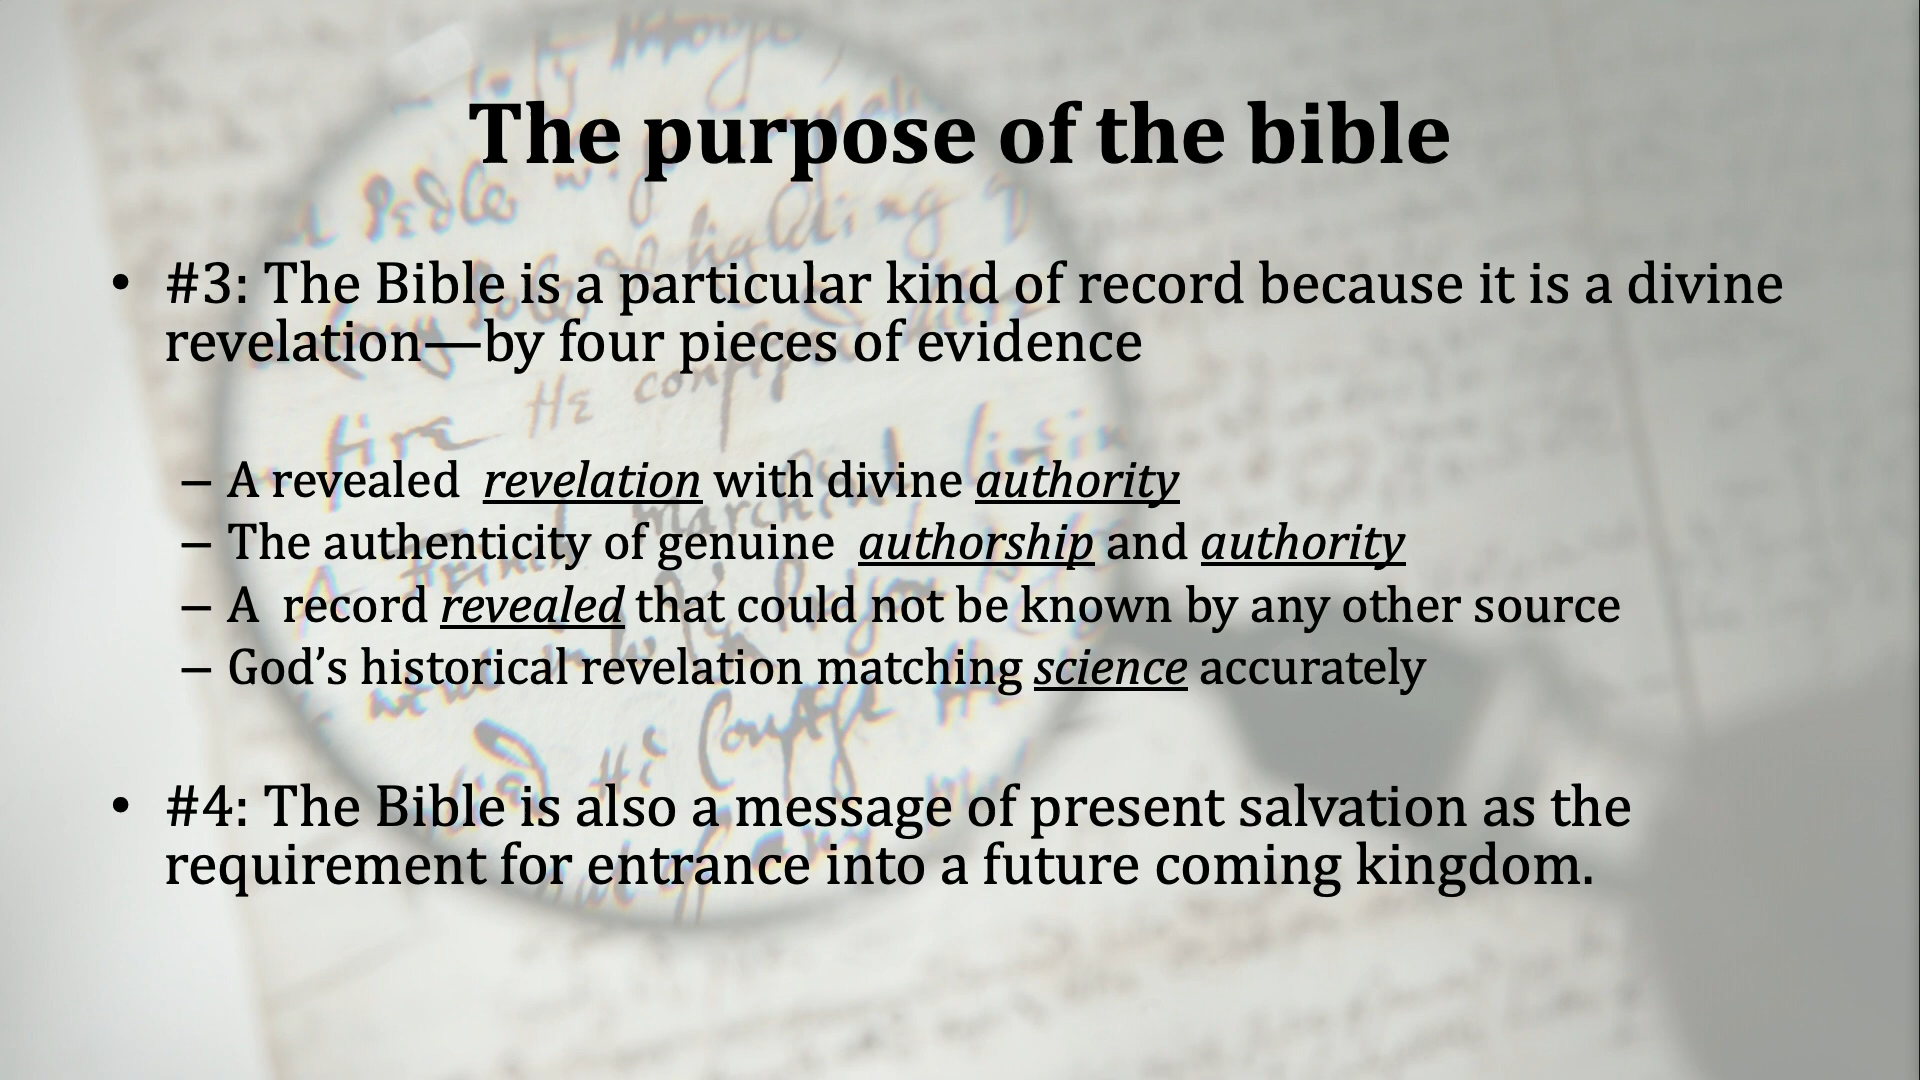 The purpose of the bible
• #3: The Bible is a particular kind of record because it is a divine
revelation—by four pieces of evidence
– A revealed  revelation with divine authority
– The authenticity of genuine  authorship and authority
– A  record revealed that could not be known by any other source
– God’s historical revelation matching science accurately
• #4: The Bible is also a message of present salvation as the
requirement for entrance into a future coming kingdom.